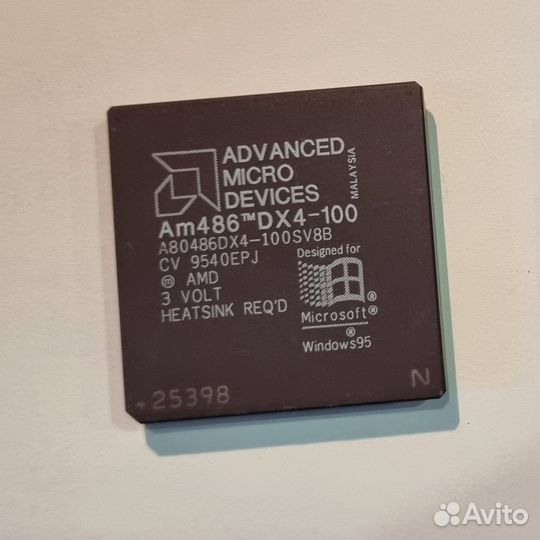 ADVANCED
MICRO
DEVICES
MALAYSIA
Am486™DX4-100
A80486DX4-100SV8B
CV 9540EPJ
ⓜ AMD
3 VOLT
HEATSINK REQ'D
Designed for
®
Microsoft®
®
Windows95
25398
N
Avito